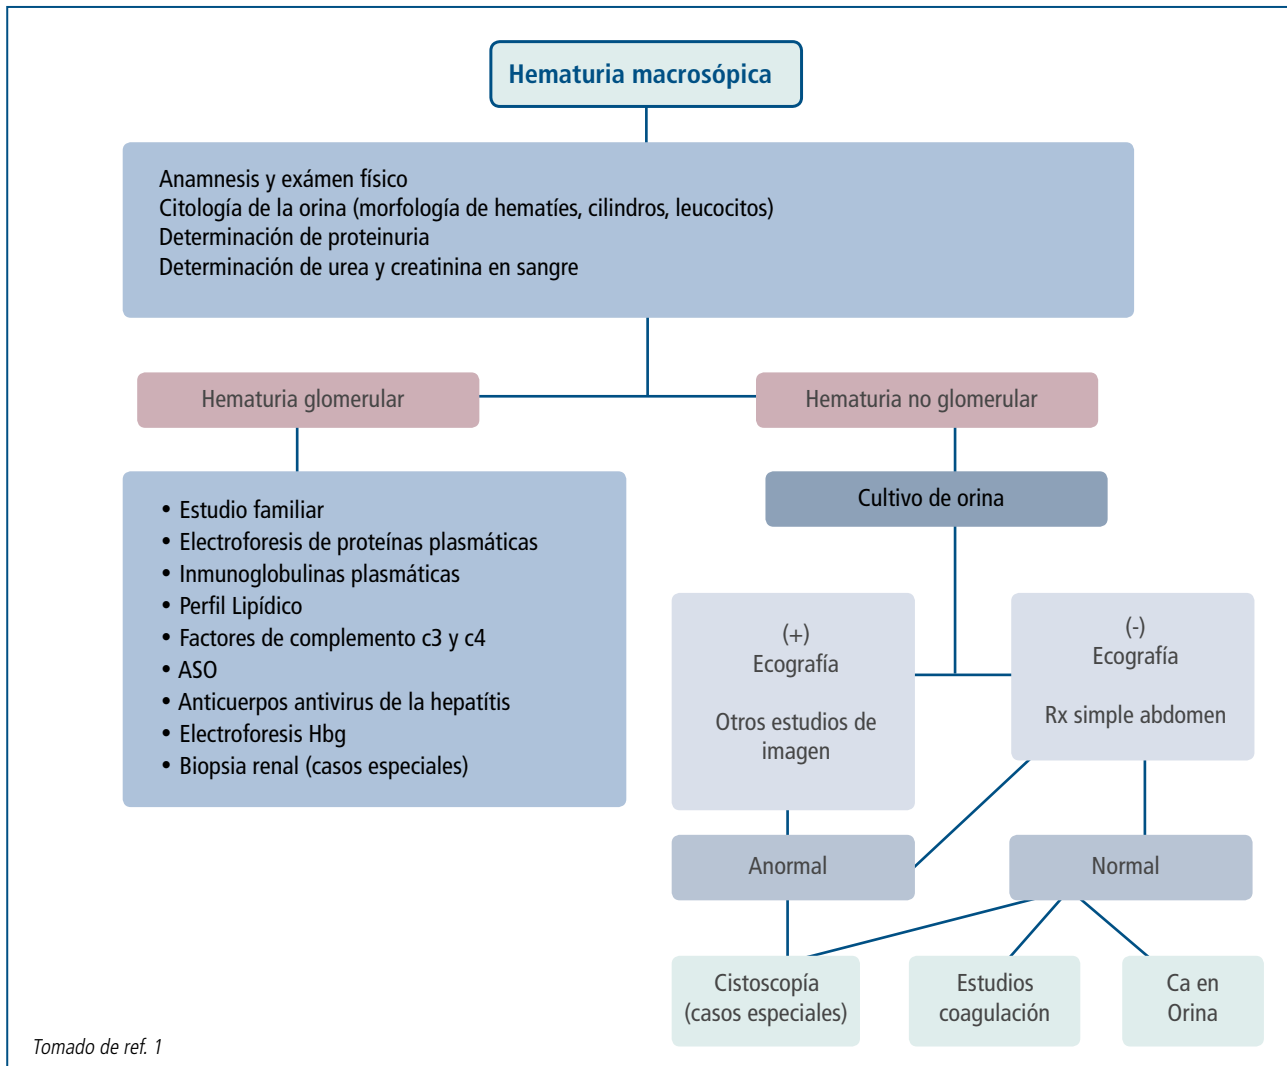 Hematuria macrosópica
Anamnesis y exámen físico
Citología de la orina (morfología de hematíes, cilindros, leucocitos)
Determinación de proteinuria
Determinación de urea y creatinina en sangre
Hematuria glomerular
Hematuria no glomerular
• Estudio familiar
• Electroforesis de proteínas plasmáticas
• Inmunoglobulinas plasmáticas
• Perfil Lipídico
• Factores de complemento c3 y c4
• ASO
• Anticuerpos antivirus de la hepatítis
• Electroforesis Hbg
• Biopsia renal (casos especiales)
Cultivo de orina
(+)
Ecografía
Otros estudios de
imagen
(-)
Ecografía
Rx simple abdomen
Anormal
Normal
Cistoscopía
(casos especiales)
Estudios
coagulación
Ca en
Orina
Tomado de ref. 1